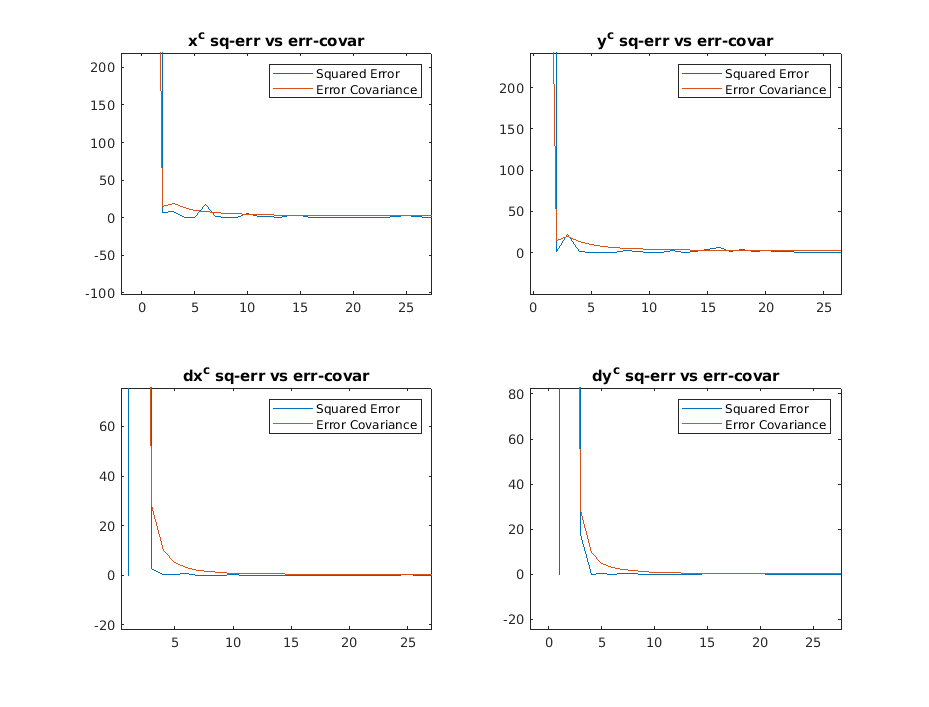 x^c sq-err vs err-covar
200
150
100
50
0
-50
-100
0 5 10 15 20 25
Squared Error
Error Covariance
y^c sq-err vs err-covar
200
150
100
50
0
0 5 10 15 20 25
Squared Error
Error Covariance
dx^c sq-err vs err-covar
60
40
20
0
-20
5 10 15 20 25
Squared Error
Error Covariance
dy^c sq-err vs err-covar
80
60
40
20
0
-20
0 5 10 15 20 25
Squared Error
Error Covariance